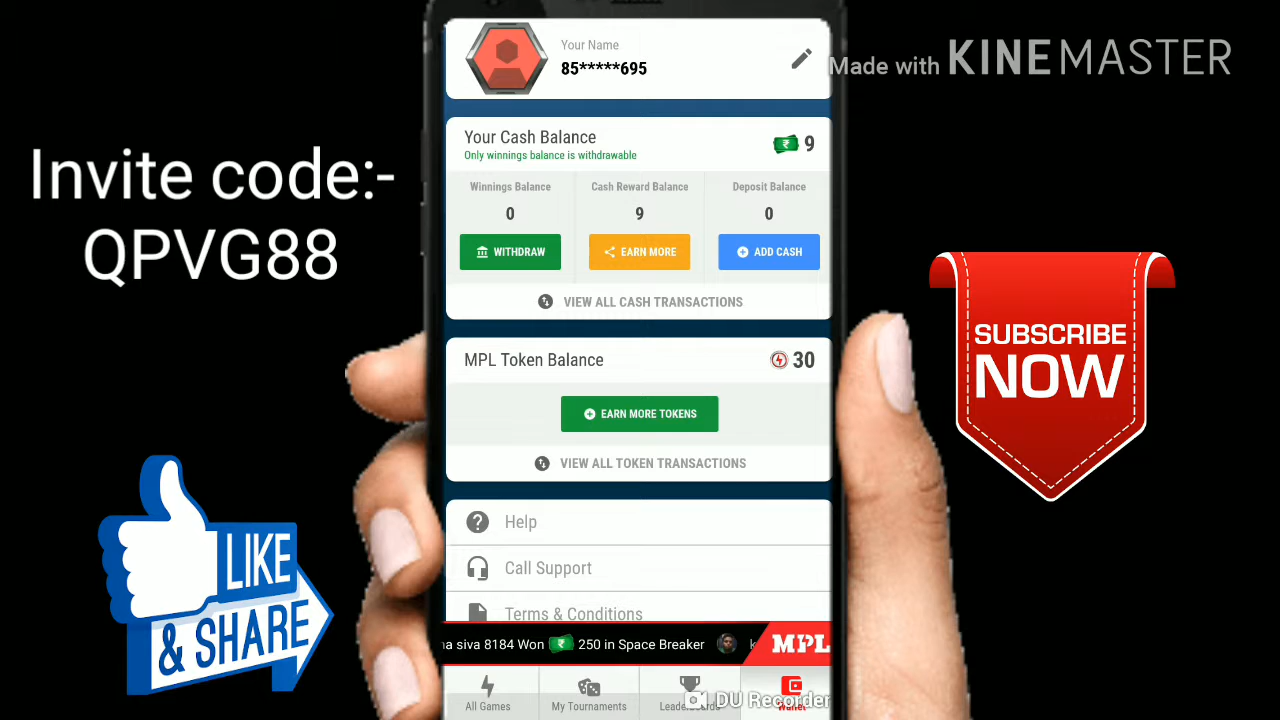 Your Name
85*****695
Made with KINEMASTER
Invite code:-
QPVG88
Your Cash Balance
9
Only winnings balance is withdrawable
Winnings Balance
Cash Reward Balance
Deposit Balance
0
9
0
WITHDRAW
EARN MORE
ADD CASH
VIEW ALL CASH TRANSACTIONS
SUBSCRIBE
NOW
MPL Token Balance
30
EARN MORE TOKENS
VIEW ALL TOKEN TRANSACTIONS
LIKE
& SHARE
Help
Call Support
Terms & Conditions
siva 8184 Won ₹ 250 in Space Breaker
MPL
All Games
My Tournaments
Leaderboards
Wallet
DU Recorder